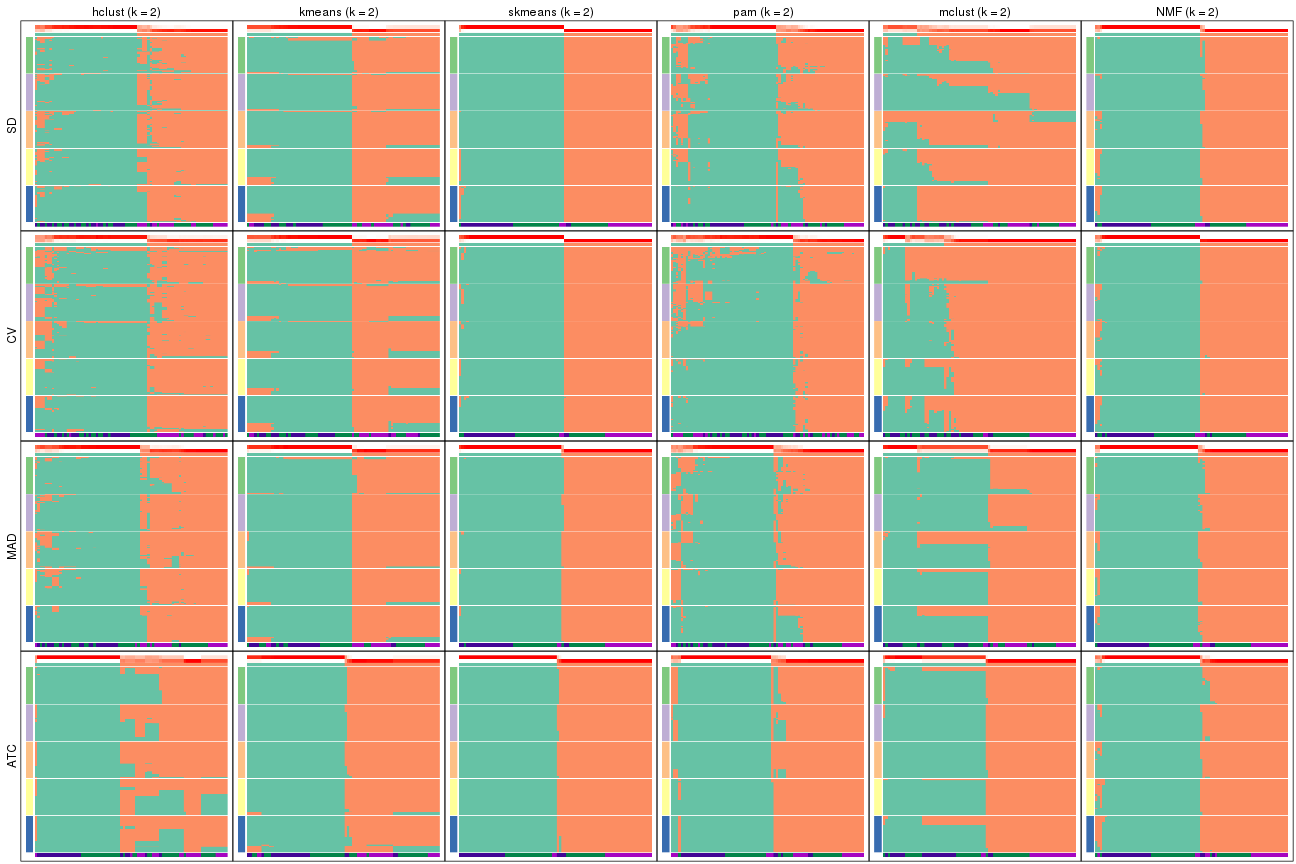 hclust (k = 2)
kmeans (k = 2)
skmeans (k = 2)
pam (k = 2)
mclust (k = 2)
NMF (k = 2)
SD
CV
MAD
ATC